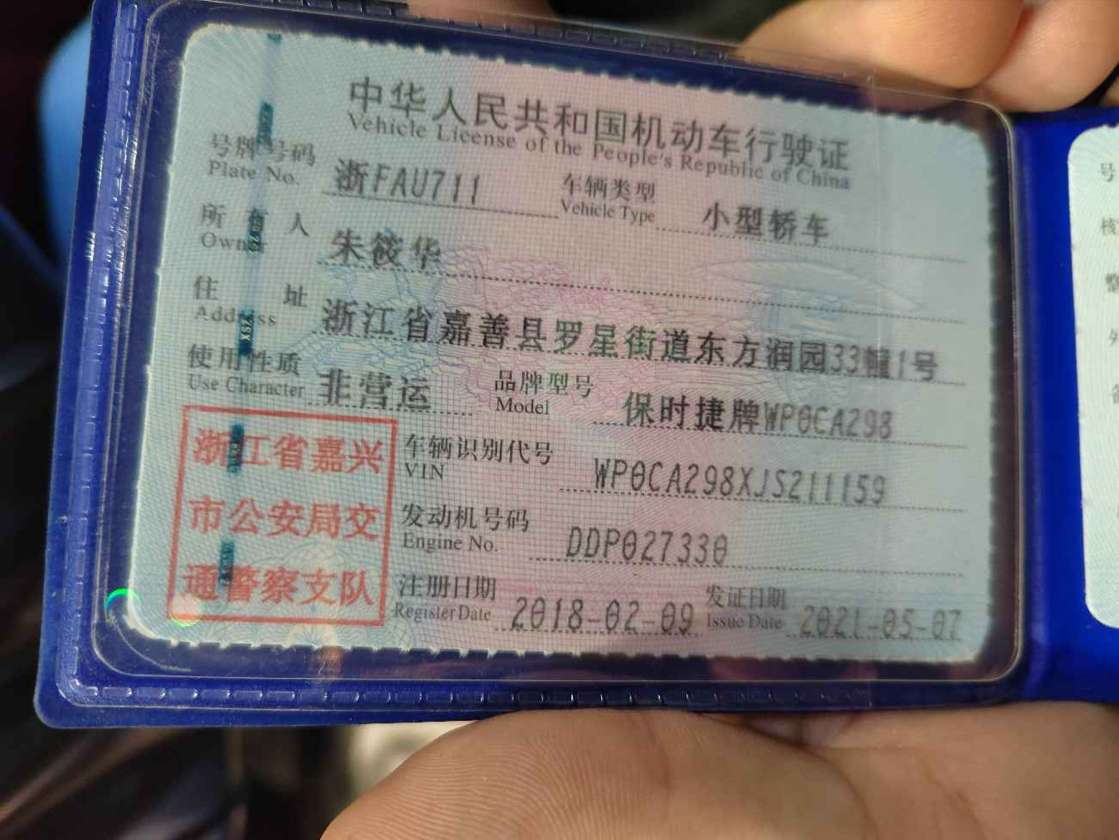 中华人民共和国机动车行驶证
Vehicle License of the People's Republic of China
号牌号码 浙FAU711 车辆类型 小型轿车
Plate No. Vehicle Type
所有人 朱筱华
Owner
住址 浙江省嘉善县罗星街道东方润园33幢1号
Address
使用性质 非营运 品牌型号 保时捷牌WP0CA298
Use Character Model
浙江省嘉兴
市公安局交
通警察支队
车辆识别代号 WP0CA298XJS211159
VIN
发动机号码 DDP027330
Engine No.
注册日期 2018-02-09 发证日期 2021-05-07
Register Date Issue Date
号